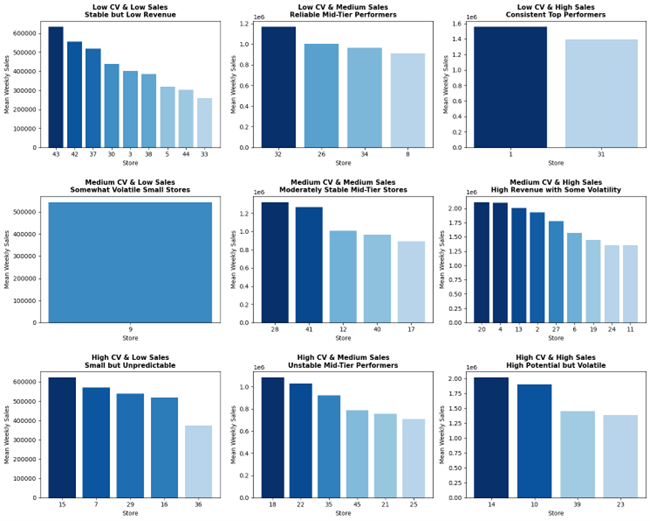 Low CV & Low Sales
Stable but Low Revenue
Mean Weekly Sales
600000
500000
400000
300000
200000
100000
0
43 42 37 30 3 38 5 44 33
Store
Low CV & Medium Sales
Reliable Mid-Tier Performers
1e6
Mean Weekly Sales
1.2
1.0
0.8
0.6
0.4
0.2
0.0
32 26 34 8
Store
Low CV & High Sales
Consistent Top Performers
1e6
Mean Weekly Sales
1.6
1.4
1.2
1.0
0.8
0.6
0.4
0.2
0.0
1 31
Store
Medium CV & Low Sales
Somewhat Volatile Small Stores
Mean Weekly Sales
500000
400000
300000
200000
100000
0
9
Store
Medium CV & Medium Sales
Moderately Stable Mid-Tier Stores
1e6
Mean Weekly Sales
1.2
1.0
0.8
0.6
0.4
0.2
0.0
28 41 12 40 17
Store
Medium CV & High Sales
High Revenue with Some Volatility
1e6
Mean Weekly Sales
2.00
1.75
1.50
1.25
1.00
0.75
0.50
0.25
0.00
20 4 13 2 27 6 19 24 11
Store
High CV & Low Sales
Small but Unpredictable
Mean Weekly Sales
600000
500000
400000
300000
200000
100000
0
15 7 29 16 36
Store
High CV & Medium Sales
Unstable Mid-Tier Performers
1e6
Mean Weekly Sales
1.0
0.8
0.6
0.4
0.2
0.0
18 22 35 45 21 25
Store
High CV & High Sales
High Potential but Volatile
1e6
Mean Weekly Sales
2.00
1.75
1.50
1.25
1.00
0.75
0.50
0.25
0.00
14 10 39 23
Store